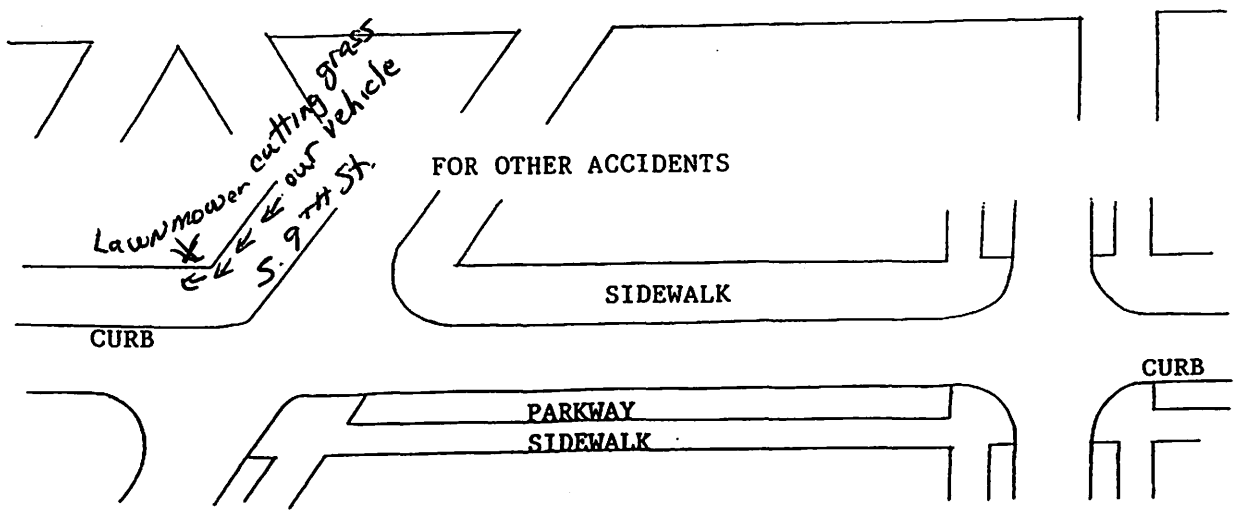 Lawnmower cutting grass
our vehicle
S. 9TH St.
FOR OTHER ACCIDENTS
SIDEWALK
CURB
CURB
PARKWAY
SIDEWALK